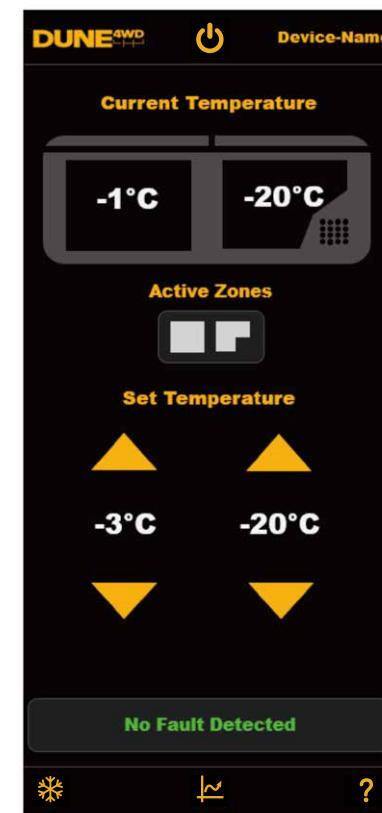 DUNE4WD
Device-Name
Current Temperature
-1°C
-20°C
Active Zones
Set Temperature
-3°C
-20°C
No Fault Detected
?